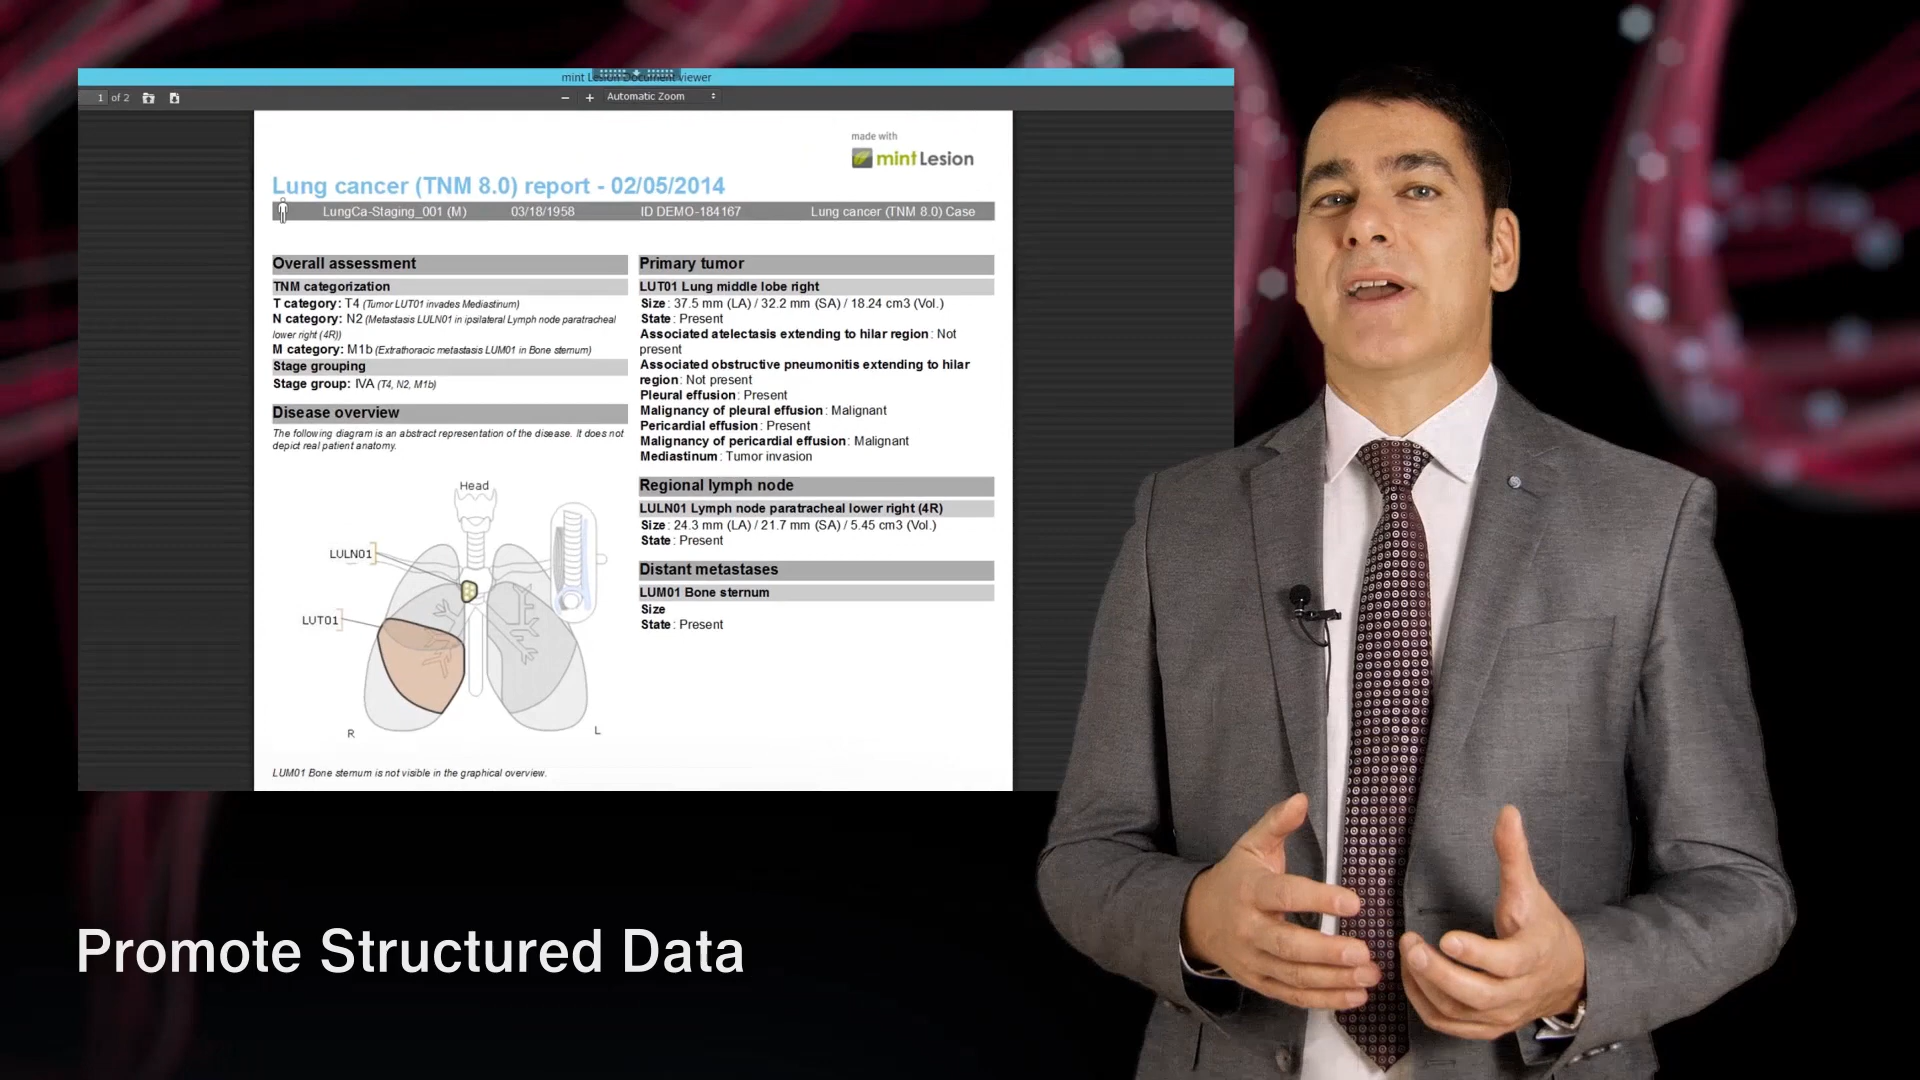 mint Lesion Document viewer
1 of 2
Automatic Zoom
made with
mint Lesion
Lung cancer (TNM 8.0) report - 02/05/2014
LungCa-Staging_001 (M) 03/18/1958 ID DEMO-184167 Lung cancer (TNM 8.0) Case
Overall assessment
TNM categorization
T category: T4 (Tumor LUT01 invades Mediastinum)
N category: N2 (Metastasis LULN01 in ipsilateral Lymph node paratracheal
lower right (4R))
M category: M1b (Extrathoracic metastasis LUM01 in Bone sternum)
Stage grouping
Stage group: IVA (T4, N2, M1b)
Disease overview
The following diagram is an abstract representation of the disease. It does not
depict real patient anatomy.
Head
LULN01
LUT01
R
L
LUM01 Bone sternum is not visible in the graphical overview.
Primary tumor
LUT01 Lung middle lobe right
Size : 37.5 mm (LA) / 32.2 mm (SA) / 18.24 cm3 (Vol.)
State : Present
Associated atelectasis extending to hilar region : Not
present
Associated obstructive pneumonitis extending to hilar
region : Not present
Pleural effusion : Present
Malignancy of pleural effusion : Malignant
Pericardial effusion : Present
Malignancy of pericardial effusion : Malignant
Mediastinum : Tumor invasion
Regional lymph node
LULN01 Lymph node paratracheal lower right (4R)
Size : 24.3 mm (LA) / 21.7 mm (SA) / 5.45 cm3 (Vol.)
State : Present
Distant metastases
LUM01 Bone sternum
Size
State : Present
Promote Structured Data